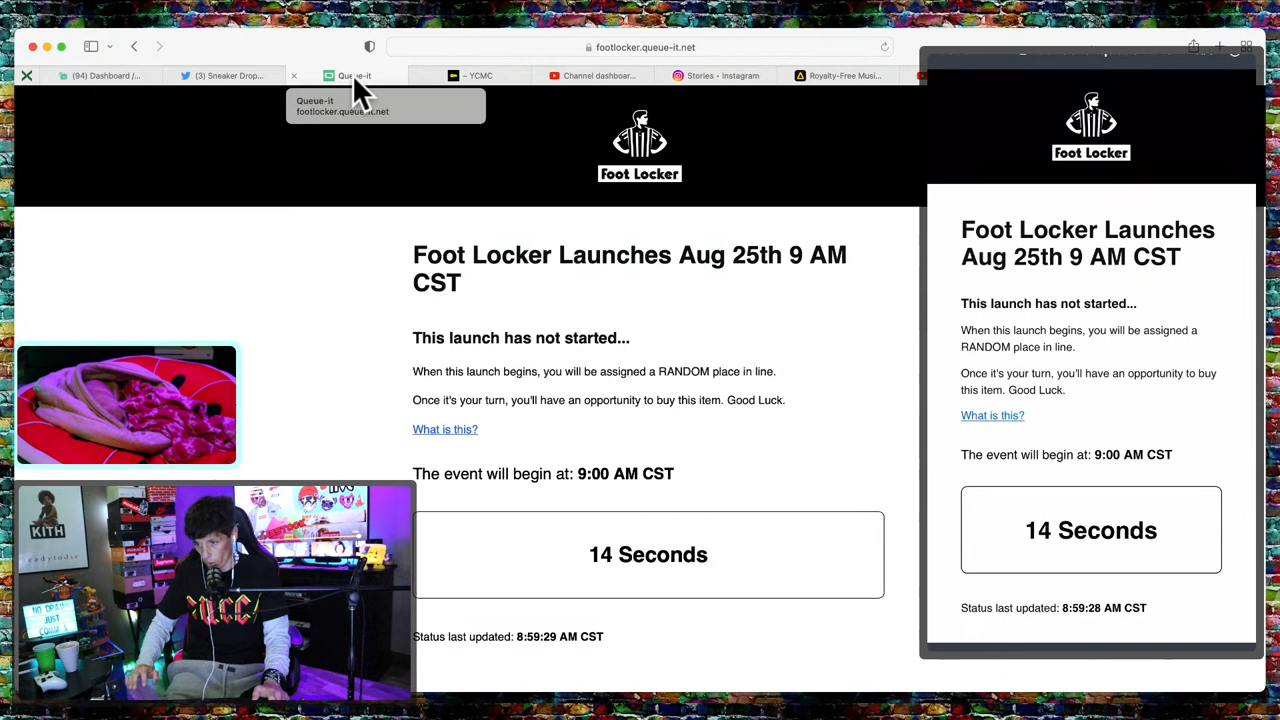 footlocker.queue-it.net
(94) Dashboard /...
(3) Sneaker Drop...
Queue-it
– YCMC
Channel dashboar...
Stories • Instagram
Royalty-Free Musi...
Queue-it
footlocker.queue-it.net
Foot Locker
Foot Locker Launches Aug 25th 9 AM
CST
This launch has not started...
When this launch begins, you will be assigned a RANDOM place in line.
Once it's your turn, you'll have an opportunity to buy this item. Good Luck.
What is this?
The event will begin at: 9:00 AM CST
14 Seconds
Status last updated: 8:59:29 AM CST
Foot Locker
Foot Locker Launches
Aug 25th 9 AM CST
This launch has not started...
When this launch begins, you will be assigned a
RANDOM place in line.
Once it's your turn, you'll have an opportunity to buy
this item. Good Luck.
What is this?
The event will begin at: 9:00 AM CST
14 Seconds
Status last updated: 8:59:28 AM CST
KITH
readytodie
NO DRAMA
JUST